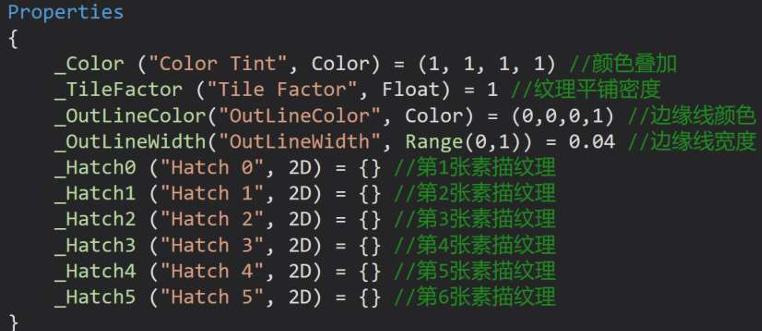 Properties
{
_Color ("Color Tint", Color) = (1, 1, 1, 1) //颜色叠加
_TileFactor ("Tile Factor", Float) = 1 //纹理平铺密度
_OutLineColor("OutLineColor", Color) = (0,0,0,1) //边缘线颜色
_OutLineWidth("OutLineWidth", Range(0,1)) = 0.04 //边缘线宽度
_Hatch0 ("Hatch 0", 2D) = {} //第1张素描纹理
_Hatch1 ("Hatch 1", 2D) = {} //第2张素描纹理
_Hatch2 ("Hatch 2", 2D) = {} //第3张素描纹理
_Hatch3 ("Hatch 3", 2D) = {} //第4张素描纹理
_Hatch4 ("Hatch 4", 2D) = {} //第5张素描纹理
_Hatch5 ("Hatch 5", 2D) = {} //第6张素描纹理
}